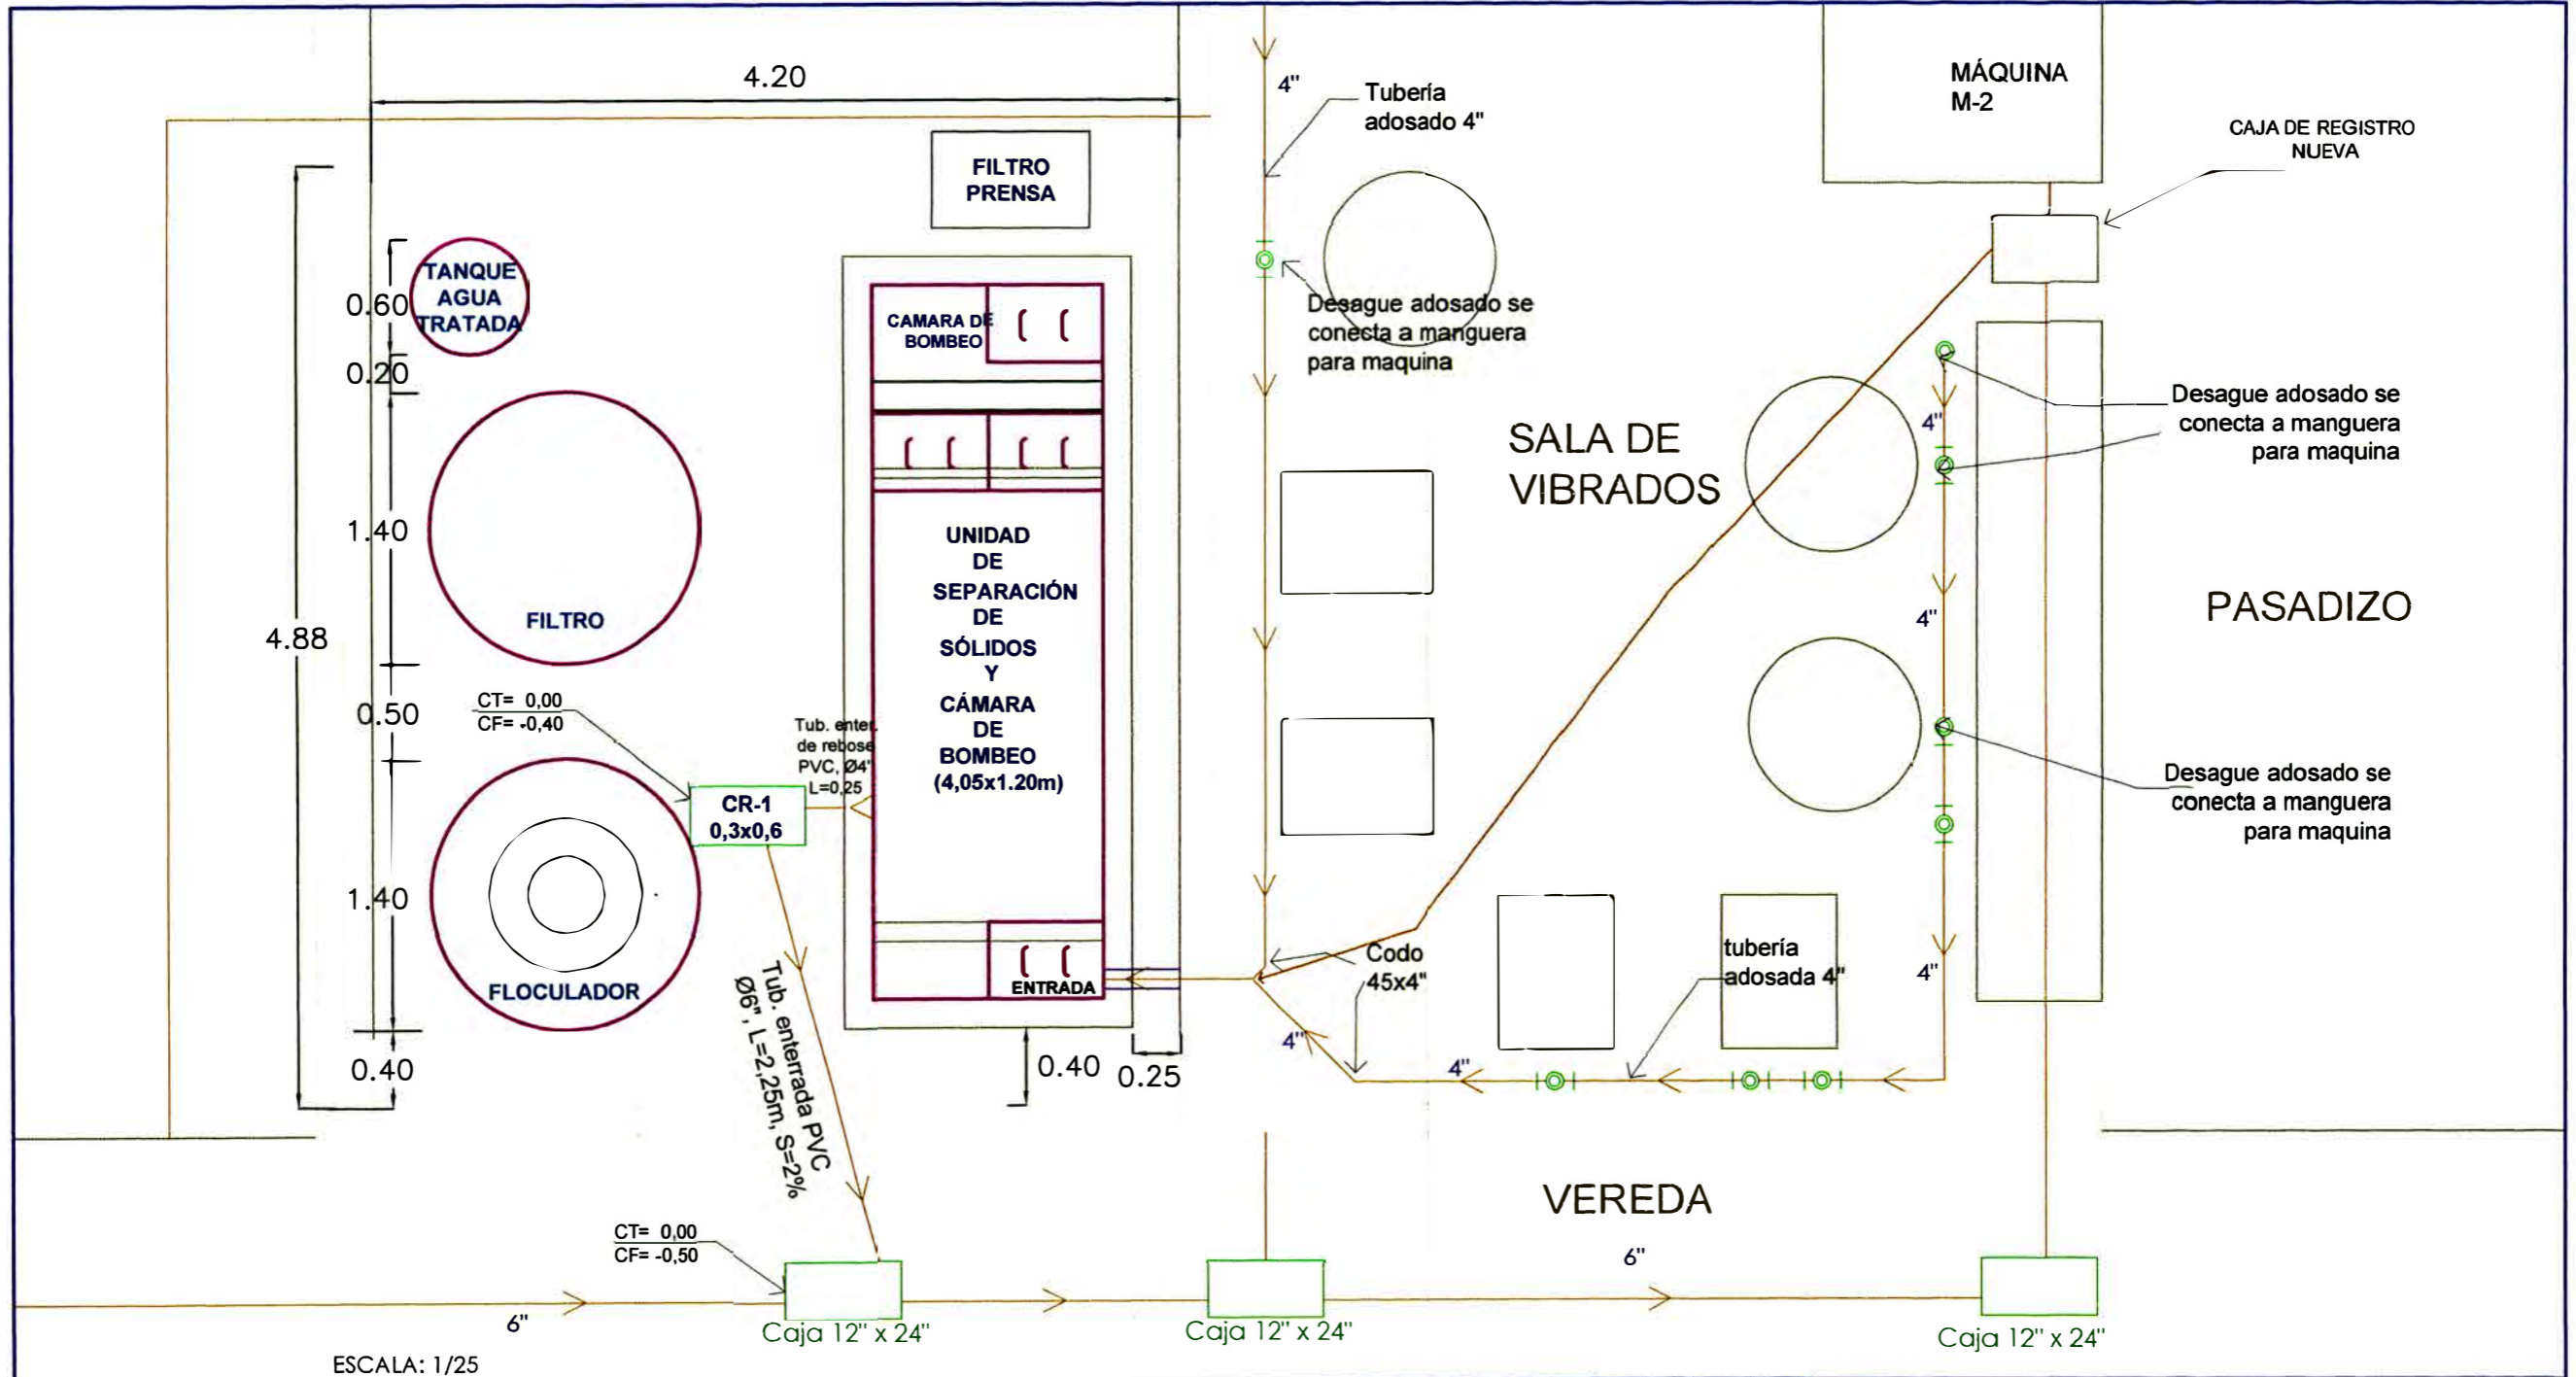 4.20
4"
Tubería
adosado 4"
MÁQUINA
M-2
CAJA DE REGISTRO
NUEVA
FILTRO
PRENSA
TANQUE
AGUA
TRATADA
0.60
0.20
CAMARA DE
BOMBEO
Desague adosado se
conecta a manguera
para maquina
SALA DE
VIBRADOS
4"
Desague adosado se
conecta a manguera
para maquina
1.40
FILTRO
4.88
UNIDAD
DE
SEPARACIÓN
DE
SÓLIDOS
Y
CÁMARA
DE
BOMBEO
(4,05x1.20m)
4"
PASADIZO
0.50
CT= 0,00
CF= -0,40
Tub. enter.
de rebose
PVC, Ø4"
L=0,25
CR-1
0,3x0,6
Desague adosado se
conecta a manguera
para maquina
1.40
FLOCULADOR
ENTRADA
Codo
45x4"
tubería
adosada 4"
4"
4"
4"
0.40
0.40
0.25
Tub. enterrada PVC
Ø6", L=2,25m, S=2%
VEREDA
CT= 0,00
CF= -0,50
6"
6"
Caja 12" x 24"
Caja 12" x 24"
Caja 12" x 24"
ESCALA: 1/25